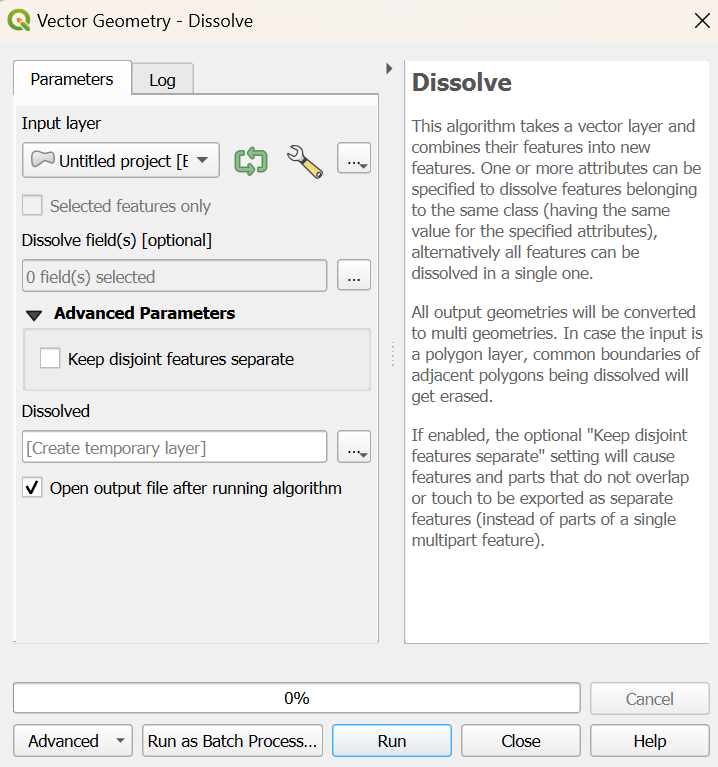 Vector Geometry - Dissolve
Parameters
Log
Input layer
Untitled project [E
...
Selected features only
Dissolve field(s) [optional]
0 field(s) selected
...
Advanced Parameters
Keep disjoint features separate
Dissolved
[Create temporary layer]
...
Open output file after running algorithm
Dissolve
This algorithm takes a vector layer and
combines their features into new
features. One or more attributes can be
specified to dissolve features belonging
to the same class (having the same
value for the specified attributes),
alternatively all features can be
dissolved in a single one.
All output geometries will be converted
to multi geometries. In case the input is
a polygon layer, common boundaries of
adjacent polygons being dissolved will
get erased.
If enabled, the optional "Keep disjoint
features separate" setting will cause
features and parts that do not overlap
or touch to be exported as separate
features (instead of parts of a single
multipart feature).
0%
Cancel
Advanced
Run as Batch Process...
Run
Close
Help